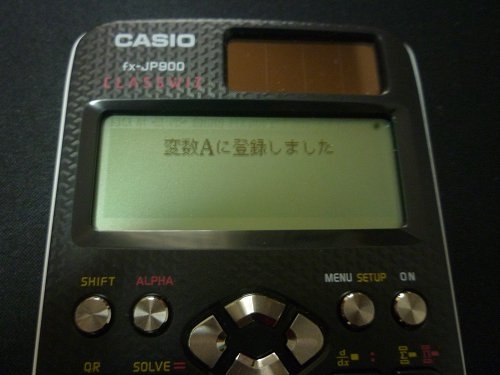 CASIO
fx-JP900
CLASSWIZ
変数Aに登録しました
SHIFT ALPHA MENU SETUP ON
QR SOLVE =